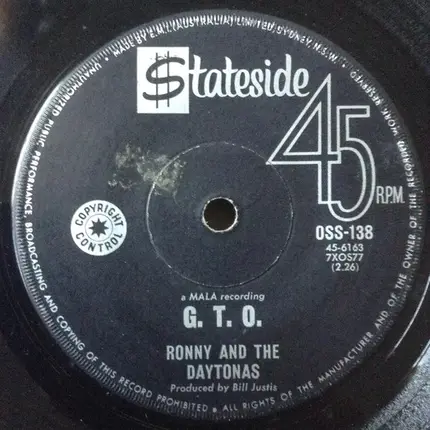 MADE BY E.M.I. (AUSTRALIA) LIMITED, SYDNEY, N.S.W.
$tateside
45
R.P.M.
OSS-138
45-6163
7XOS77
(2.26)
COPYRIGHT
CONTROL
a MALA recording
G. T. O.
RONNY AND THE
DAYTONAS
Produced by Bill Justis
UNAUTHORIZED PUBLIC PERFORMANCE, BROADCASTING AND COPYING OF THIS RECORD PROHIBITED • ALL RIGHTS OF THE MANUFACTURER AND OF THE OWNER OF THE RECORDED WORK RESERVED